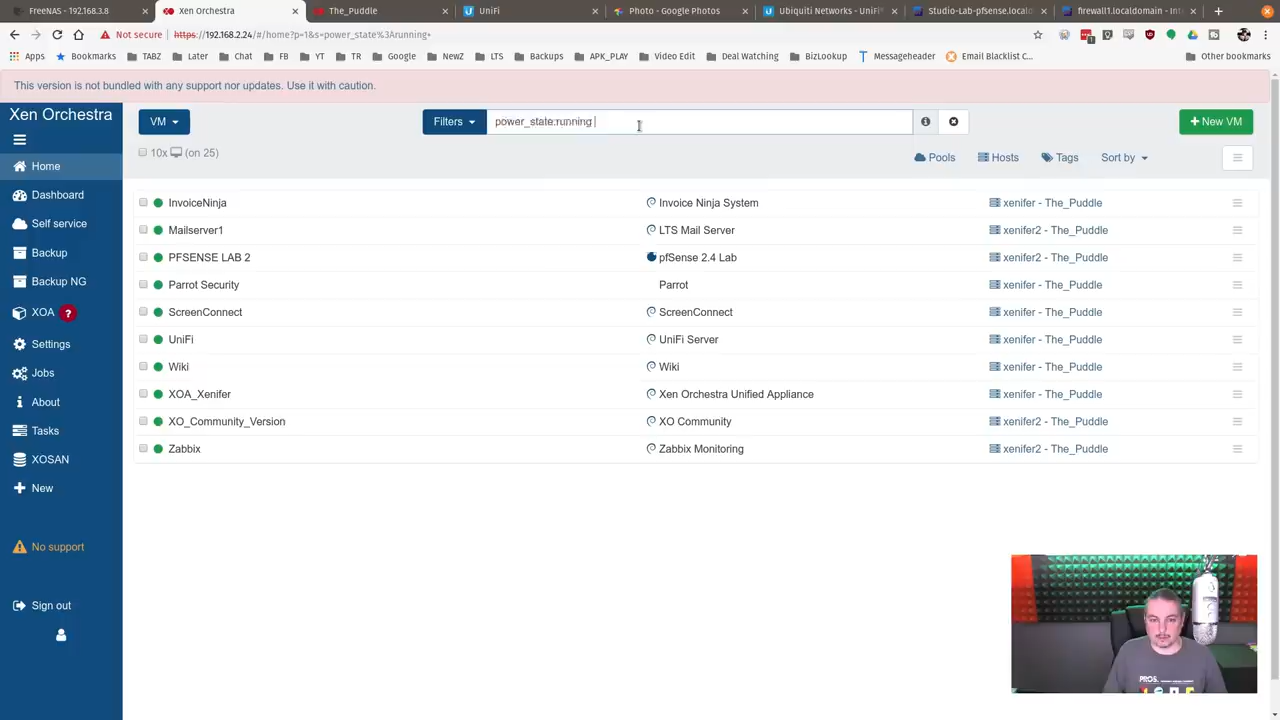 FreeNAS - 192.168.3.8
Xen Orchestra
The_Puddle
UniFi
Photo - Google Photos
Ubiquiti Networks - UniFi
Studio-Lab-pfsense.local
firewall1.localdomain - Int
Not secure
https://192.168.2.24/#/home?p=1&s=power_state%3Arunning+
Apps
Bookmarks
TABZ
Later
Chat
FB
YT
TR
Google
NewZ
LTS
Backups
APK_PLAY
Video Edit
Deal Watching
BizLookup
Messageheader
Email Blacklist C...
Other bookmarks
This version is not bundled with any support nor updates. Use it with caution.
Xen Orchestra
VM
Filters
power_state:running
+ New VM
10x (on 25)
Pools
Hosts
Tags
Sort by
Home
Dashboard
Self service
Backup
Backup NG
XOA ?
Settings
Jobs
About
Tasks
XOSAN
New
No support
Sign out
InvoiceNinja Invoice Ninja System xenifer - The_Puddle
Mailserver1 LTS Mail Server xenifer2 - The_Puddle
PFSENSE LAB 2 pfSense 2.4 Lab xenifer2 - The_Puddle
Parrot Security Parrot xenifer - The_Puddle
ScreenConnect ScreenConnect xenifer - The_Puddle
UniFi UniFi Server xenifer - The_Puddle
Wiki Wiki xenifer - The_Puddle
XOA_Xenifer Xen Orchestra Unified Appliance xenifer - The_Puddle
XO_Community_Version XO Community xenifer2 - The_Puddle
Zabbix Zabbix Monitoring xenifer2 - The_Puddle
PROS.